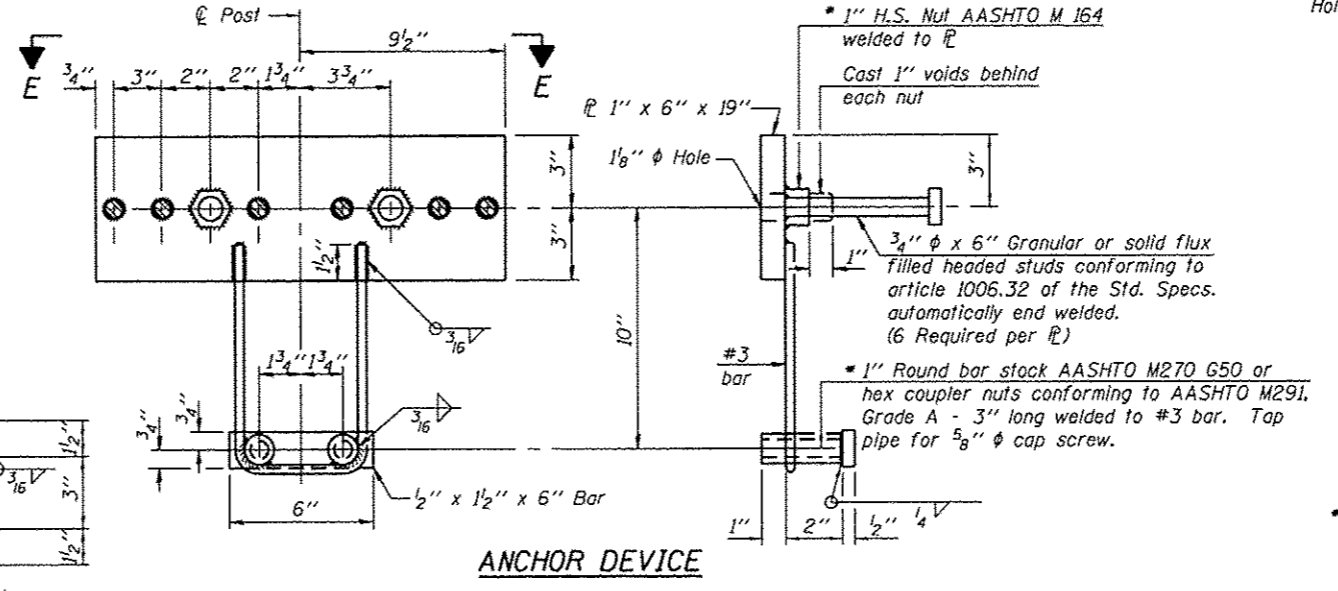 ℄ Post
9½"
E
E
¾" 3" 2" 2" 1¾" 3¾"
3"
3"
1½"
3/16
10"
1¾" 1¾"
¾"
¾"
3/16
6"
½" x 1½" x 6" Bar
1½"
3/16
3"
1½"
* 1" H.S. Nut AASHTO M 164
welded to ℙL
Cast 1" voids behind
each nut
ℙL 1" x 6" x 19"
1⅛" ϕ Hole
3"
1"
¾" ϕ x 6" Granular or solid flux
filled headed studs conforming to
article 1006.32 of the Std. Specs.
automatically end welded.
(6 Required per ℙL)
#3
bar
* 1" Round bar stock AASHTO M270 G50 or
hex coupler nuts conforming to AASHTO M291,
Grade A - 3" long welded to #3 bar. Tap
pipe for ⅝" ϕ cap screw.
1" 2" ½"
¼
ANCHOR DEVICE